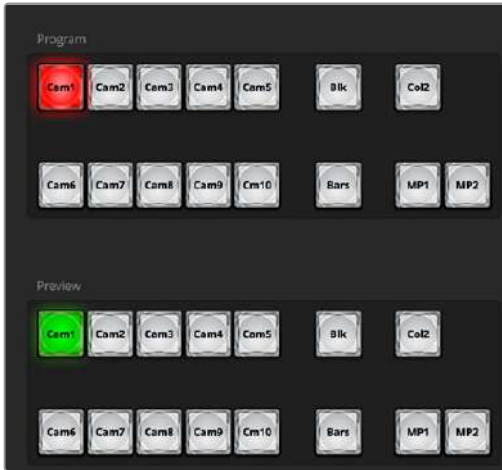 Program
Cam1 Cam2 Cam3 Cam4 Cam5 Blk Col2
Cam6 Cam7 Cam8 Cam9 Cm10 Bars MP1 MP2
Preview
Cam1 Cam2 Cam3 Cam4 Cam5 Blk Col2
Cam6 Cam7 Cam8 Cam9 Cm10 Bars MP1 MP2